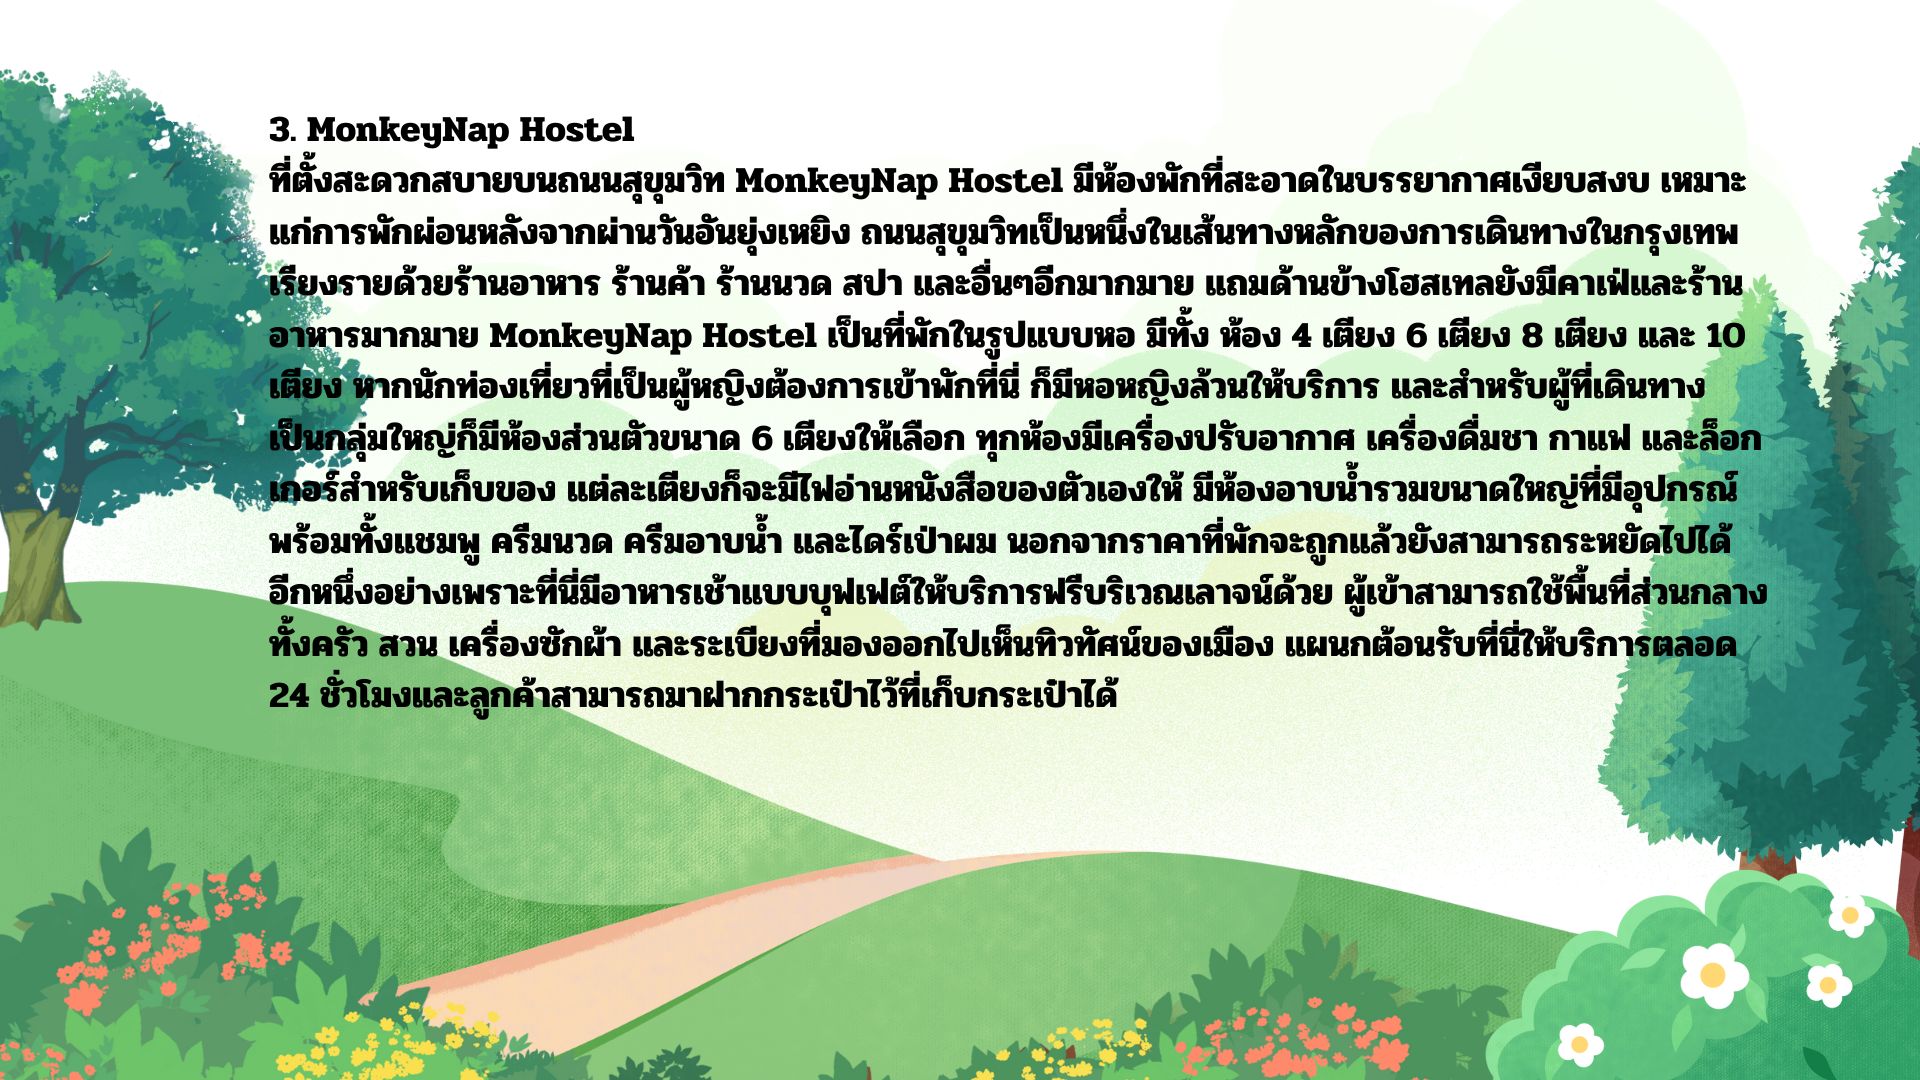 3. MonkeyNap Hostel
ที่ตั้งสะดวกสบายบนถนนสุขุมวิท MonkeyNap Hostel มีห้องพักที่สะอาดในบรรยากาศเงียบสงบ เหมาะ
แก่การพักผ่อนหลังจากผ่านวันอันยุ่งเหยิง ถนนสุขุมวิทเป็นหนึ่งในเส้นทางหลักของการเดินทางในกรุงเทพ
เรียงรายด้วยร้านอาหาร ร้านค้า ร้านนวด สปา และอื่นๆอีกมากมาย แถมด้านข้างโฮสเทลยังมีคาเฟ่และร้าน
อาหารมากมาย MonkeyNap Hostel เป็นที่พักในรูปแบบหอ มีทั้ง ห้อง 4 เตียง 6 เตียง 8 เตียง และ 10
เตียง หากนักท่องเที่ยวที่เป็นผู้หญิงต้องการเข้าพักที่นี่ ก็มีหอหญิงล้วนให้บริการ และสำหรับผู้ที่เดินทาง
เป็นกลุ่มใหญ่ก็มีห้องส่วนตัวขนาด 6 เตียงให้เลือก ทุกห้องมีเครื่องปรับอากาศ เครื่องดื่มชา กาแฟ และล็อก
เกอร์สำหรับเก็บของ แต่ละเตียงก็จะมีไฟอ่านหนังสือของตัวเองให้ มีห้องอาบน้ำรวมขนาดใหญ่ที่มีอุปกรณ์
พร้อมทั้งแชมพู ครีมนวด ครีมอาบน้ำ และไดร์เป่าผม นอกจากราคาที่พักจะถูกแล้วยังสามารถระหยัดไปได้
อีกหนึ่งอย่างเพราะที่นี่มีอาหารเช้าแบบบุฟเฟต์ให้บริการฟรีบริเวณเลาจน์ด้วย ผู้เข้าสามารถใช้พื้นที่ส่วนกลาง
ทั้งครัว สวน เครื่องซักผ้า และระเบียงที่มองออกไปเห็นทิวทัศน์ของเมือง แผนกต้อนรับที่นี่ให้บริการตลอด
24 ชั่วโมงและลูกค้าสามารถมาฝากกระเป๋าไว้ที่เก็บกระเป๋าได้